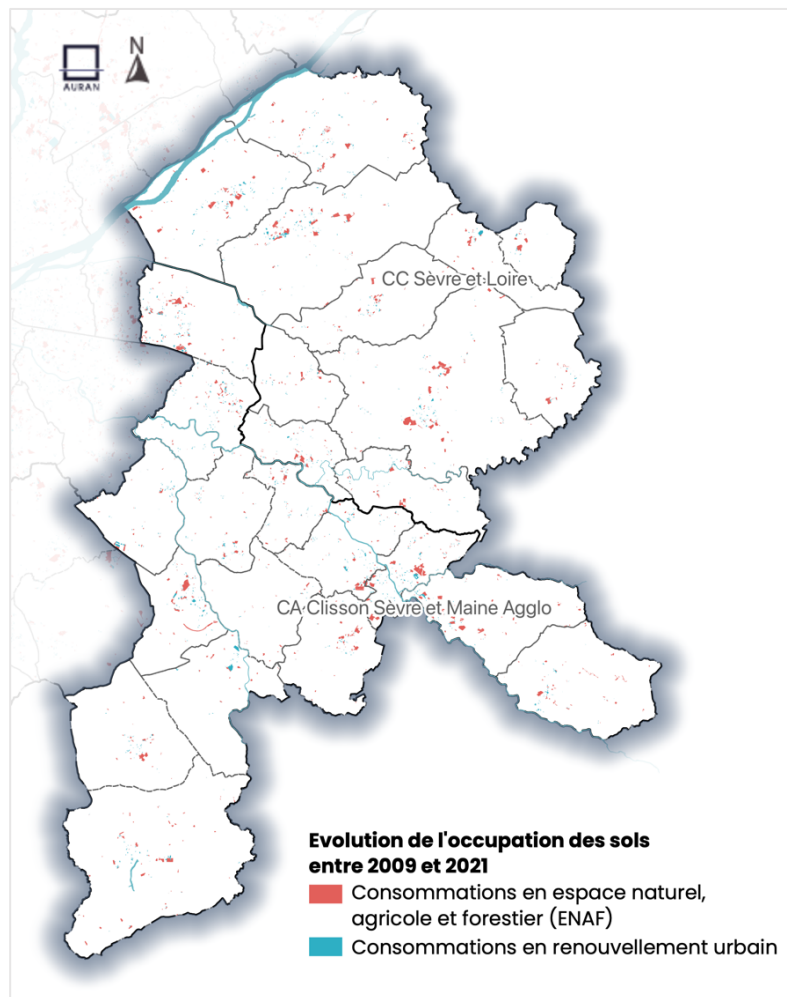 N
AURAN
CC Sèvre et Loire
CA Clisson Sèvre et Maine Agglo
Evolution de l'occupation des sols
entre 2009 et 2021
Consommations en espace naturel,
agricole et forestier (ENAF)
Consommations en renouvellement urbain